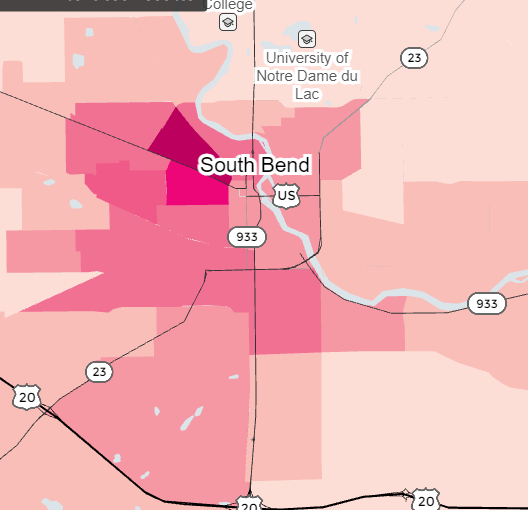 College
University of
Notre Dame du
Lac
23
South Bend
US
933
933
23
20
20
20